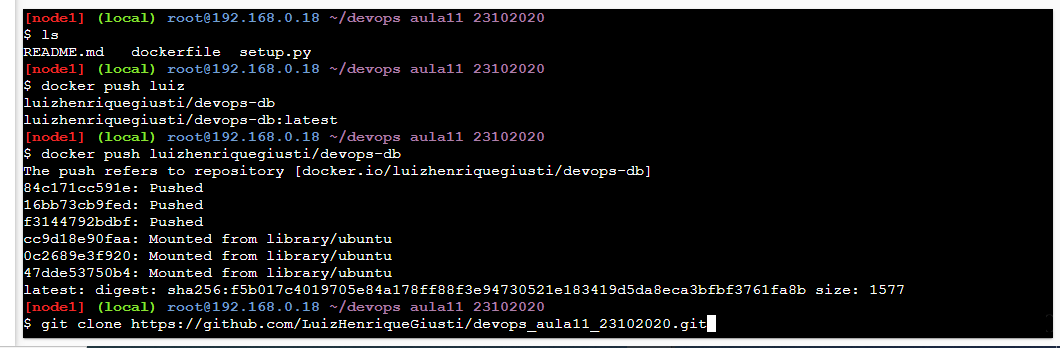 [node1] (local) root@192.168.0.18 ~/devops aula11 23102020
$ ls
README.md   dockerfile   setup.py
[node1] (local) root@192.168.0.18 ~/devops aula11 23102020
$ docker push luiz
luizhenriquegiusti/devops-db
luizhenriquegiusti/devops-db:latest
[node1] (local) root@192.168.0.18 ~/devops aula11 23102020
$ docker push luizhenriquegiusti/devops-db
The push refers to repository [docker.io/luizhenriquegiusti/devops-db]
84c171cc591e: Pushed
16bb73cb9fed: Pushed
f3144792bdbf: Pushed
cc9d18e90faa: Mounted from library/ubuntu
0c2689e3f920: Mounted from library/ubuntu
47dde53750b4: Mounted from library/ubuntu
latest: digest: sha256:f5b017c4019705e84a178ff88f3e94730521e183419d5da8eca3bfbf3761fa8b size: 1577
[node1] (local) root@192.168.0.18 ~/devops aula11 23102020
$ git clone https://github.com/LuizHenriqueGiusti/devops_aula11_23102020.git